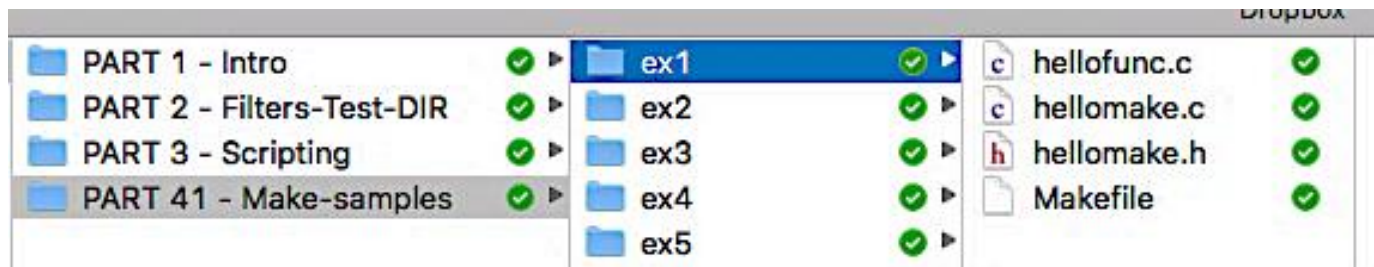 Dropbox
PART 1 - Intro
PART 2 - Filters-Test-DIR
PART 3 - Scripting
PART 41 - Make-samples
ex1
ex2
ex3
ex4
ex5
c hellofunc.c
c hellomake.c
h hellomake.h
Makefile